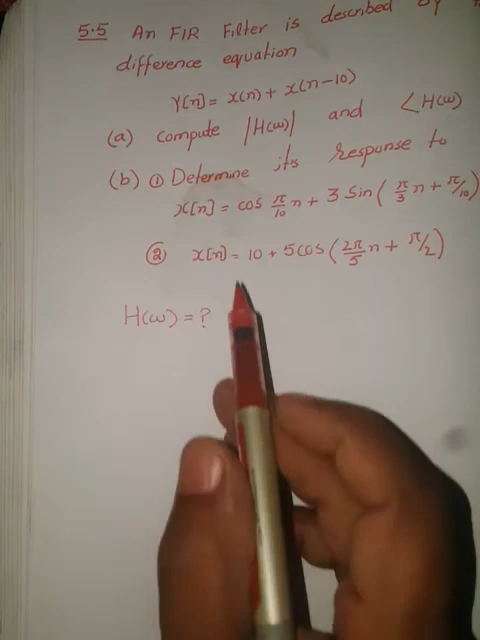 5.5 An FIR Filter is described by
difference equation
Y[n] = x(n) + x(n-10)
(a) compute |H(ω)| and ∠H(ω)
(b) ① Determine its response to
x[n] = cos π/10 n + 3 sin(π/3 n + π/10)
② x[n] = 10 + 5 cos(2π/5 n + π/2)
H(ω) = ?